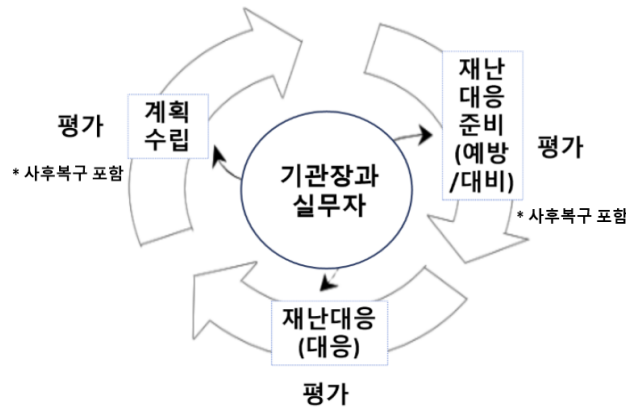 평가
* 사후복구 포함
계획
수립
기관장과
실무자
재난
대응
준비
(예방
/대비)
평가
* 사후복구 포함
재난대응
(대응)
평가